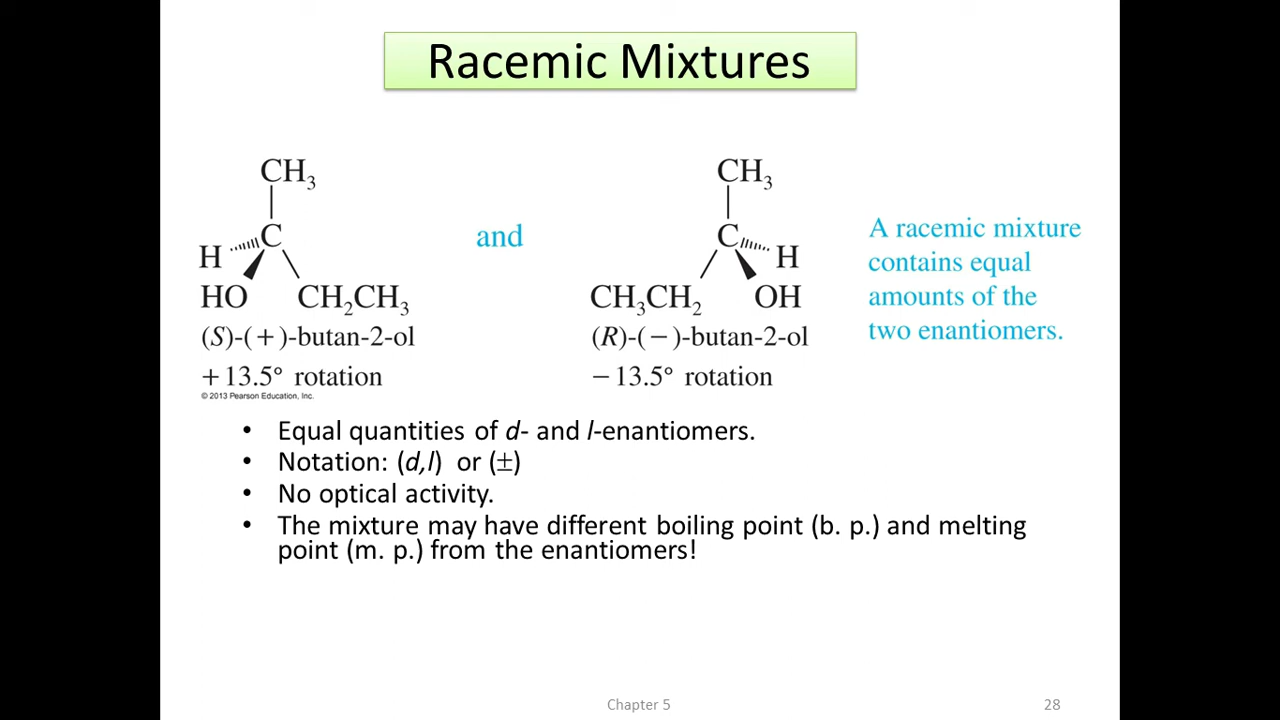 Racemic Mixtures
CH₃
C
H
HO CH₂CH₃
(S)-(+)-butan-2-ol
+13.5° rotation
© 2013 Pearson Education, Inc.
and
CH₃
C
H
CH₃CH₂ OH
(R)-(−)-butan-2-ol
−13.5° rotation
A racemic mixture
contains equal
amounts of the
two enantiomers.
• Equal quantities of d- and l-enantiomers.
• Notation: (d,l) or (±)
• No optical activity.
• The mixture may have different boiling point (b. p.) and melting
point (m. p.) from the enantiomers!
Chapter 5
28